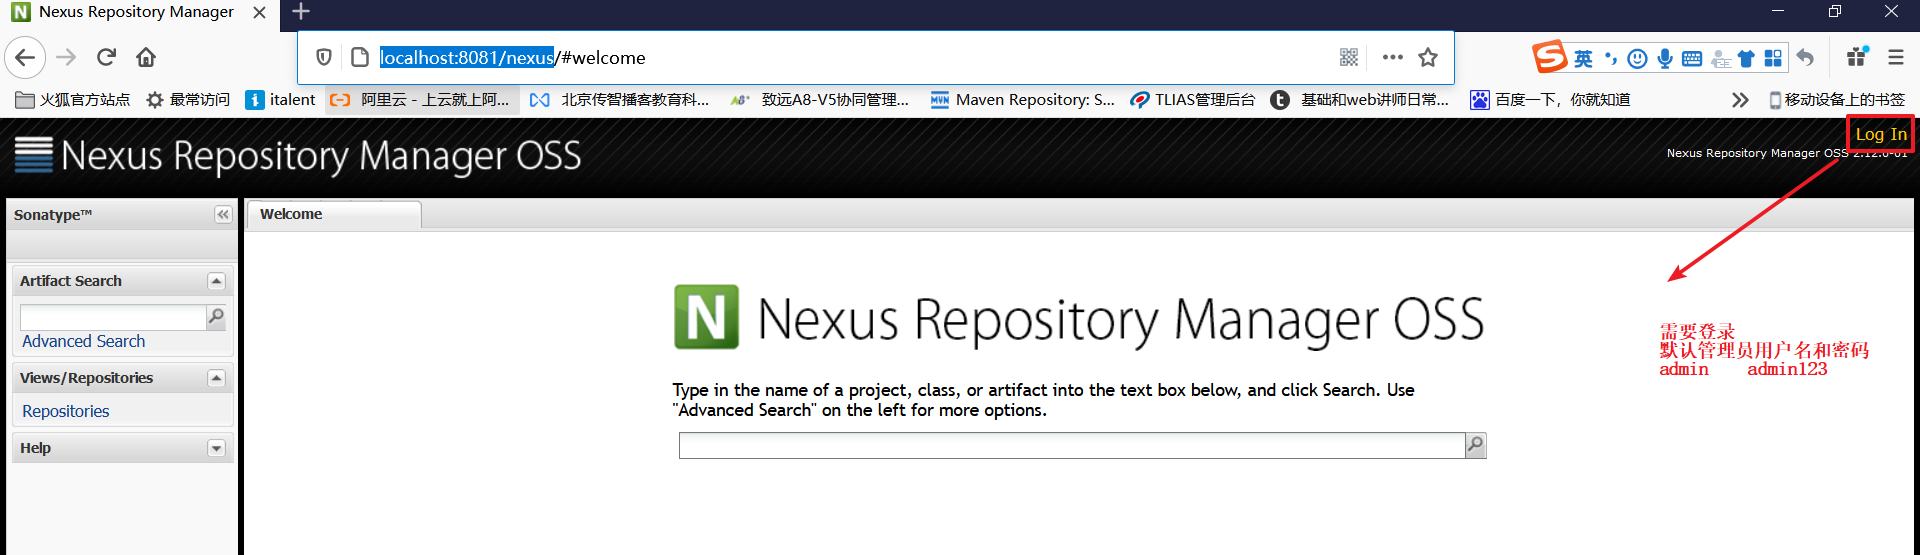 Nexus Repository Manager
localhost:8081/nexus/#welcome
英
火狐官方站点 最常访问 italent 阿里云 - 上云就上阿... 北京传智播客教育科... 致远A8-V5协同管理... Maven Repository: S... TLIAS管理后台 基础和web讲师日常... 百度一下，你就知道 移动设备上的书签
Nexus Repository Manager OSS
Log In
Nexus Repository Manager OSS 2.12.0-01
Sonatype™
Welcome
Artifact Search
Advanced Search
Views/Repositories
Repositories
Help
N Nexus Repository Manager OSS
Type in the name of a project, class, or artifact into the text box below, and click Search. Use
"Advanced Search" on the left for more options.
需要登录
默认管理员用户名和密码
admin admin123